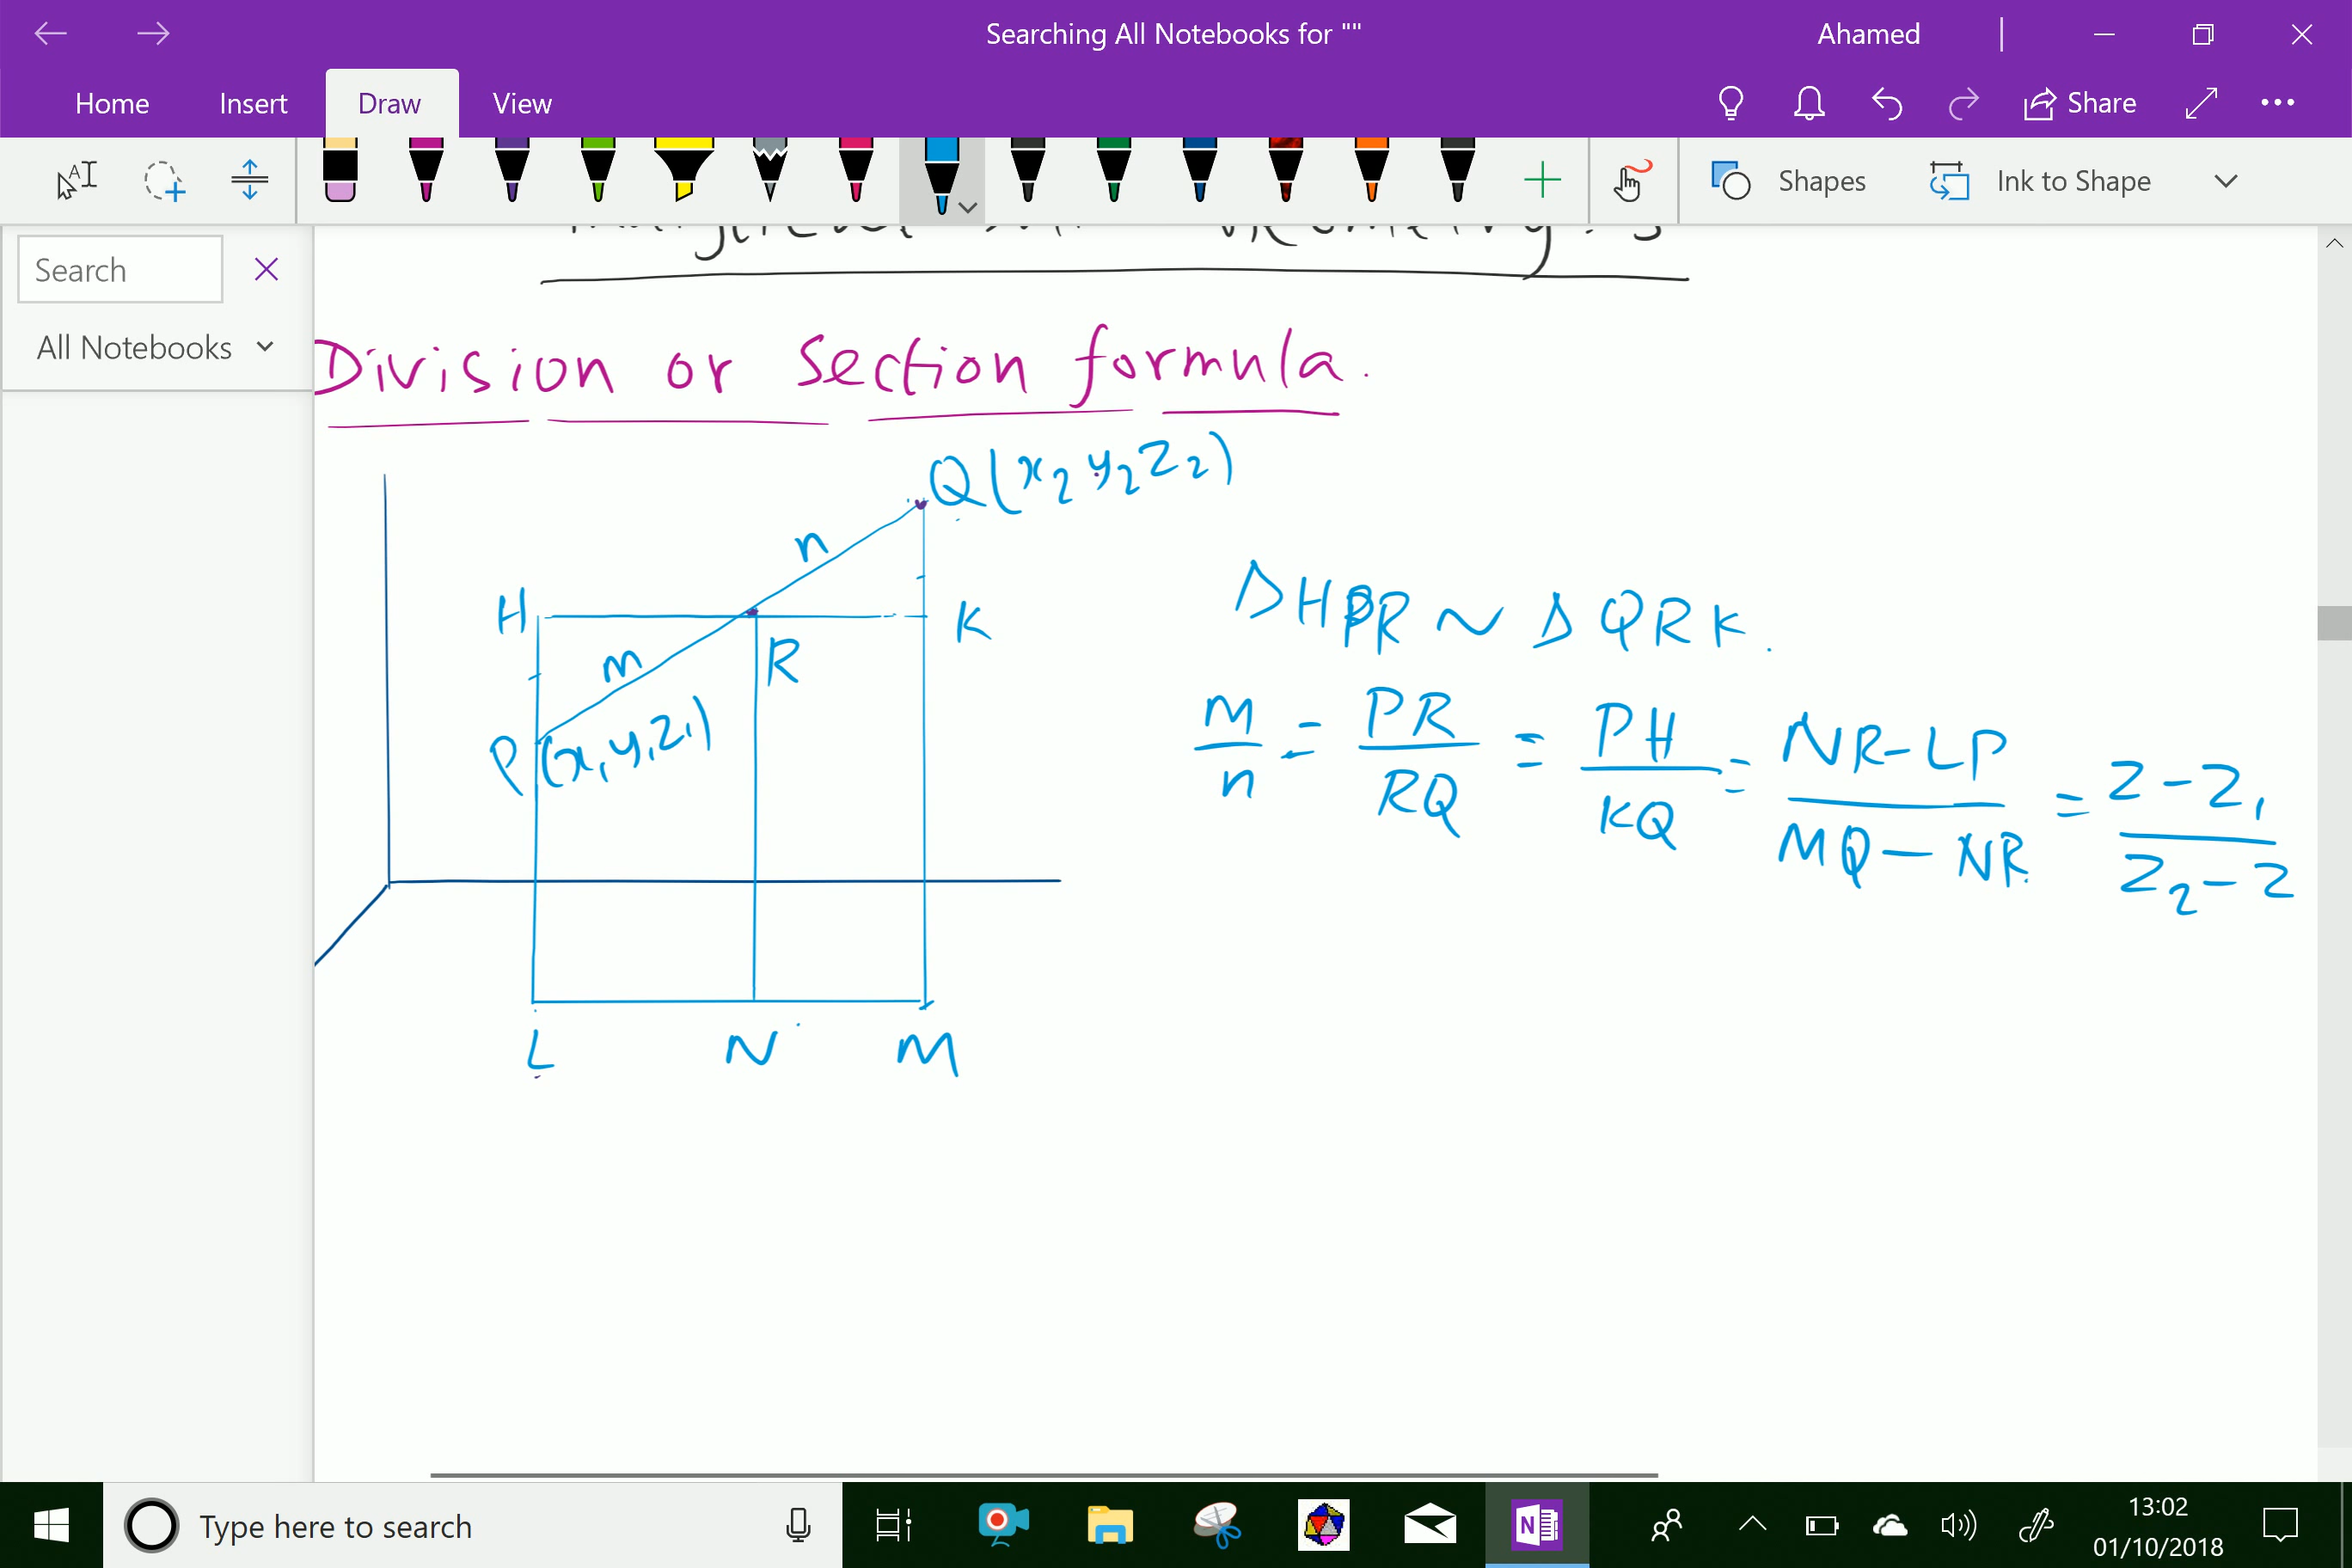 Searching All Notebooks for ""
Ahamed
Home Insert Draw View
Share
Shapes
Ink to Shape
Search
All Notebooks
Division or Section formula.
Q(x₂ y₂ z₂)
n
H
K
m
R
P(x₁ y₁ z₁)
L N M
ΔHPR ~ ΔQRK.
m/n = PR/RQ = PH/KQ = NR-LP/MQ-NR = z-z₁/z₂-z
Type here to search
13:02
01/10/2018